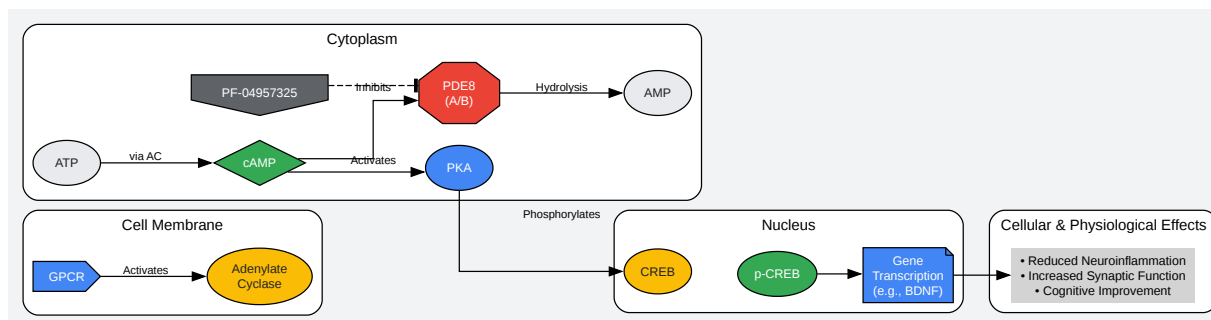 Cytoplasm
PF-04957325
Inhibits
PDE8
(A/B)
Hydrolysis
AMP
ATP
via AC
cAMP
Activates
PKA
Phosphorylates
Cell Membrane
GPCR
Activates
Adenylate
Cyclase
Nucleus
CREB
p-CREB
Gene
Transcription
(e.g., BDNF)
Cellular & Physiological Effects
• Reduced Neuroinflammation
• Increased Synaptic Function
• Cognitive Improvement